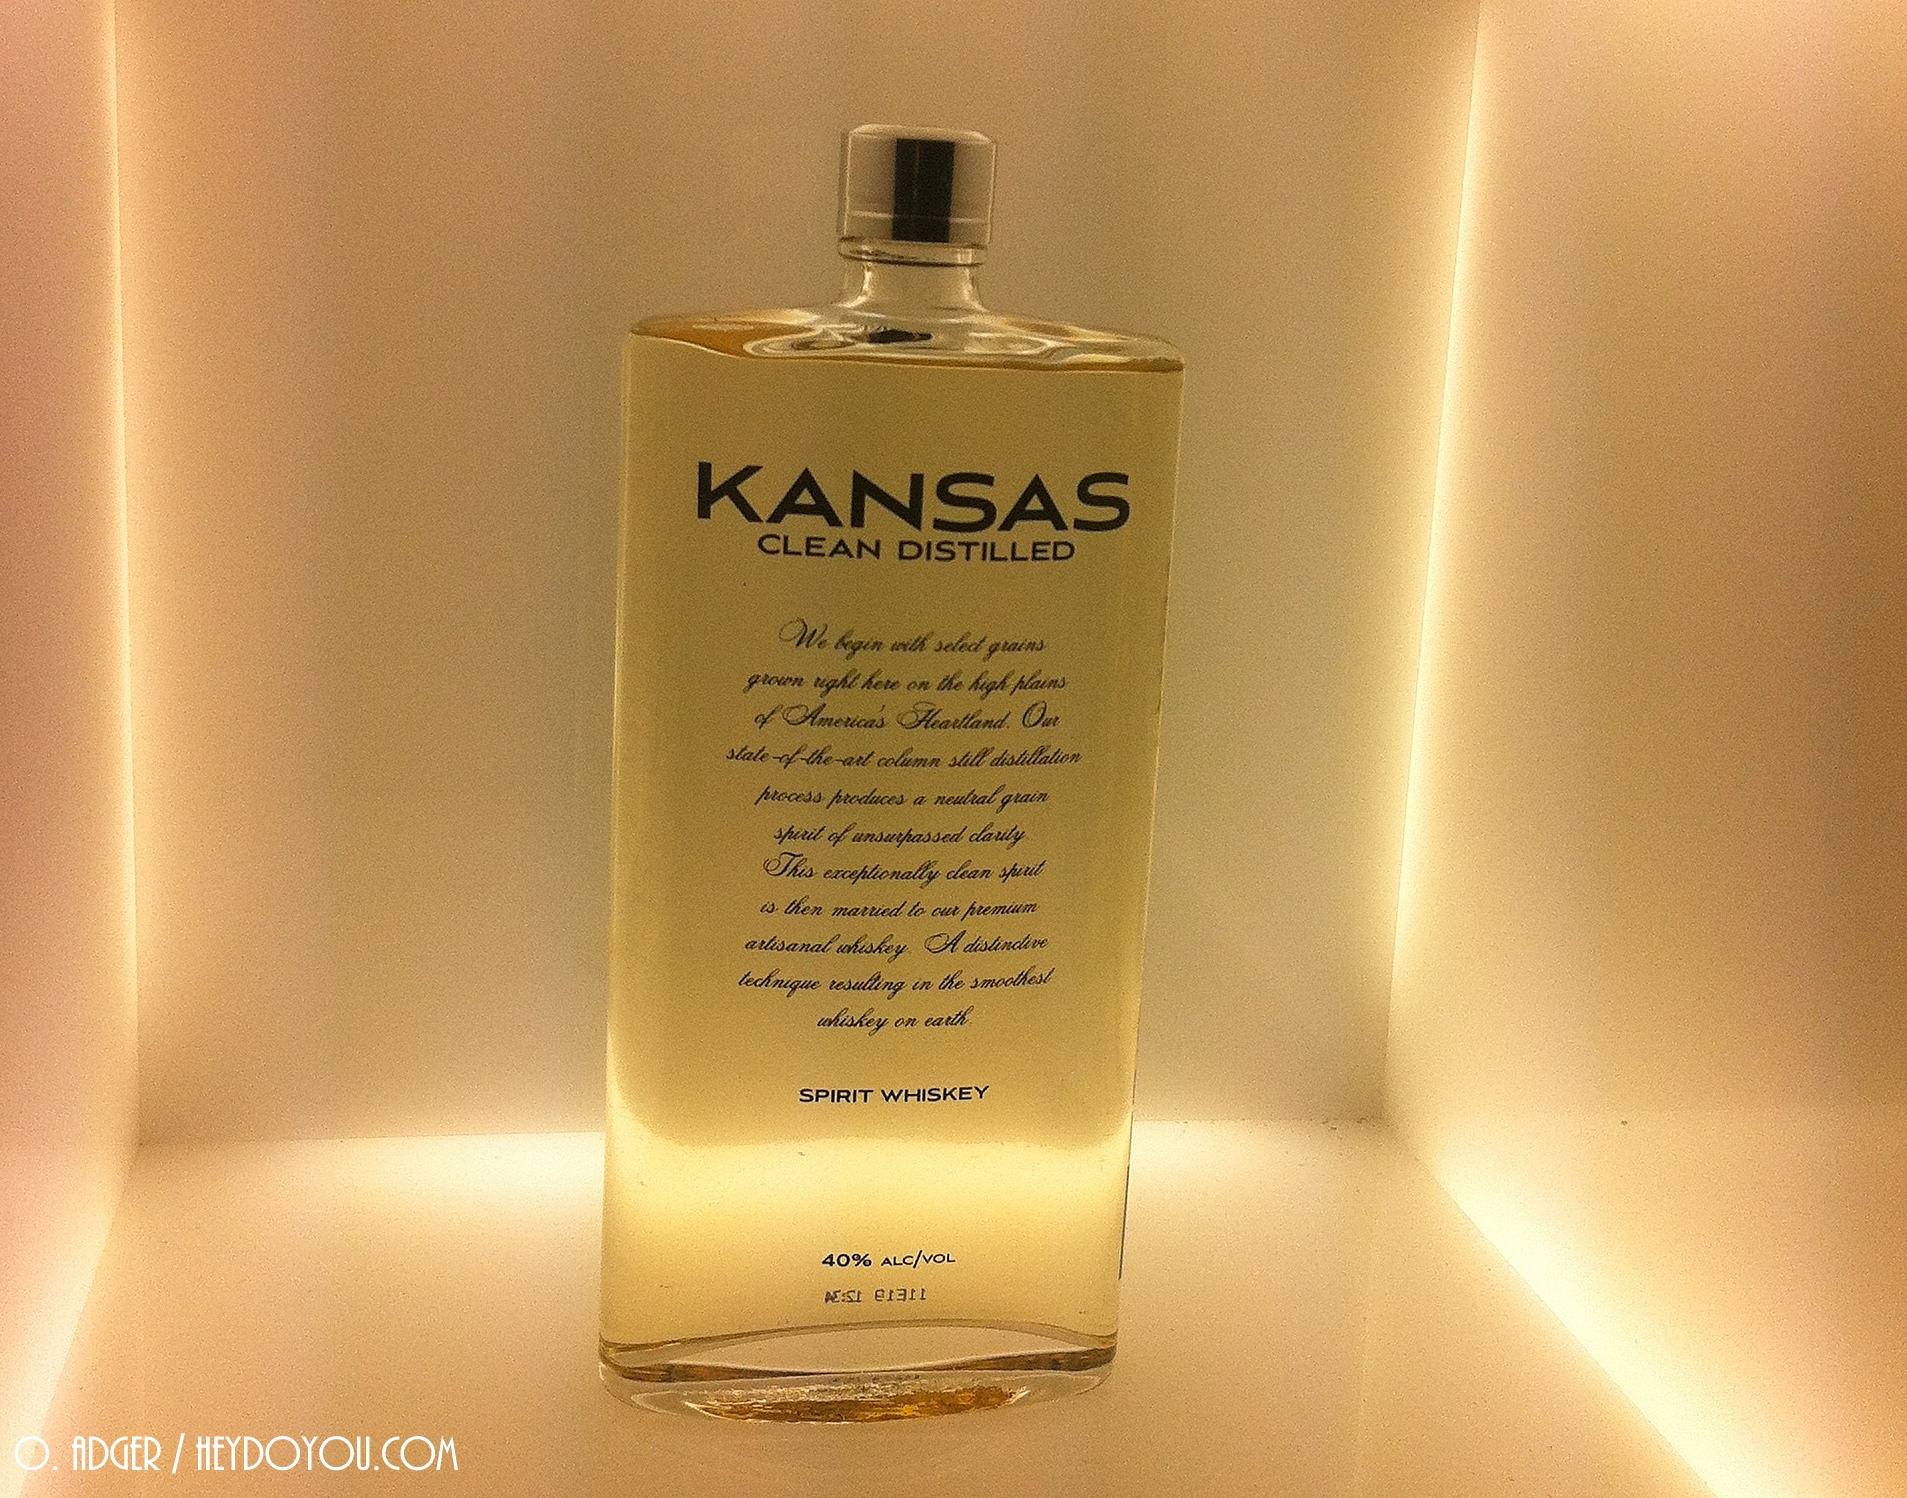 KANSAS
CLEAN DISTILLED
We begin with select grains
grown right here on the high plains
of America's Heartland. Our
state-of-the-art column still distillation
process produces a neutral grain
spirit of unsurpassed clarity.
This exceptionally clean spirit
is then married to our premium
artisanal whiskey. A distinctive
technique resulting in the smoothest
whiskey on earth.
SPIRIT WHISKEY
40% ALC/VOL
11E19 12:34
O. ADGER / HEYDOYOU.COM